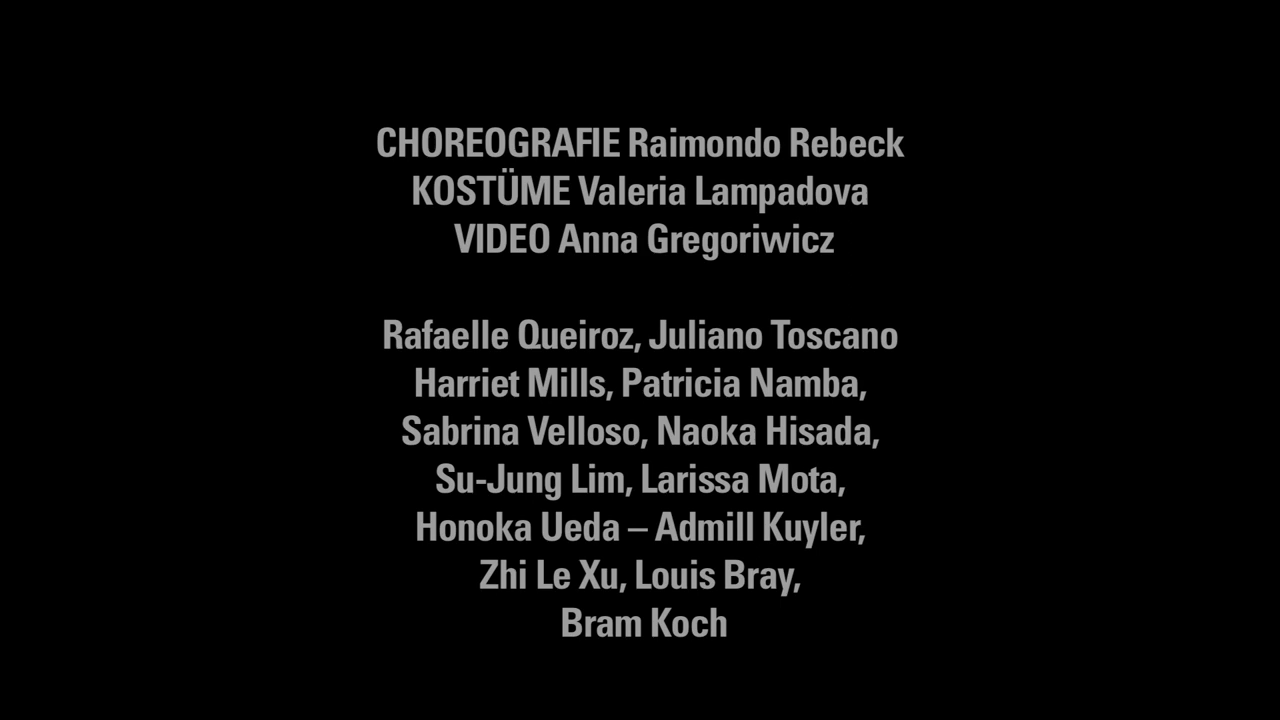 CHOREOGRAFIE Raimondo Rebeck
KOSTÜME Valeria Lampadova
VIDEO Anna Gregoriwicz
Rafaelle Queiroz, Juliano Toscano
Harriet Mills, Patricia Namba,
Sabrina Velloso, Naoka Hisada,
Su-Jung Lim, Larissa Mota,
Honoka Ueda – Admill Kuyler,
Zhi Le Xu, Louis Bray,
Bram Koch